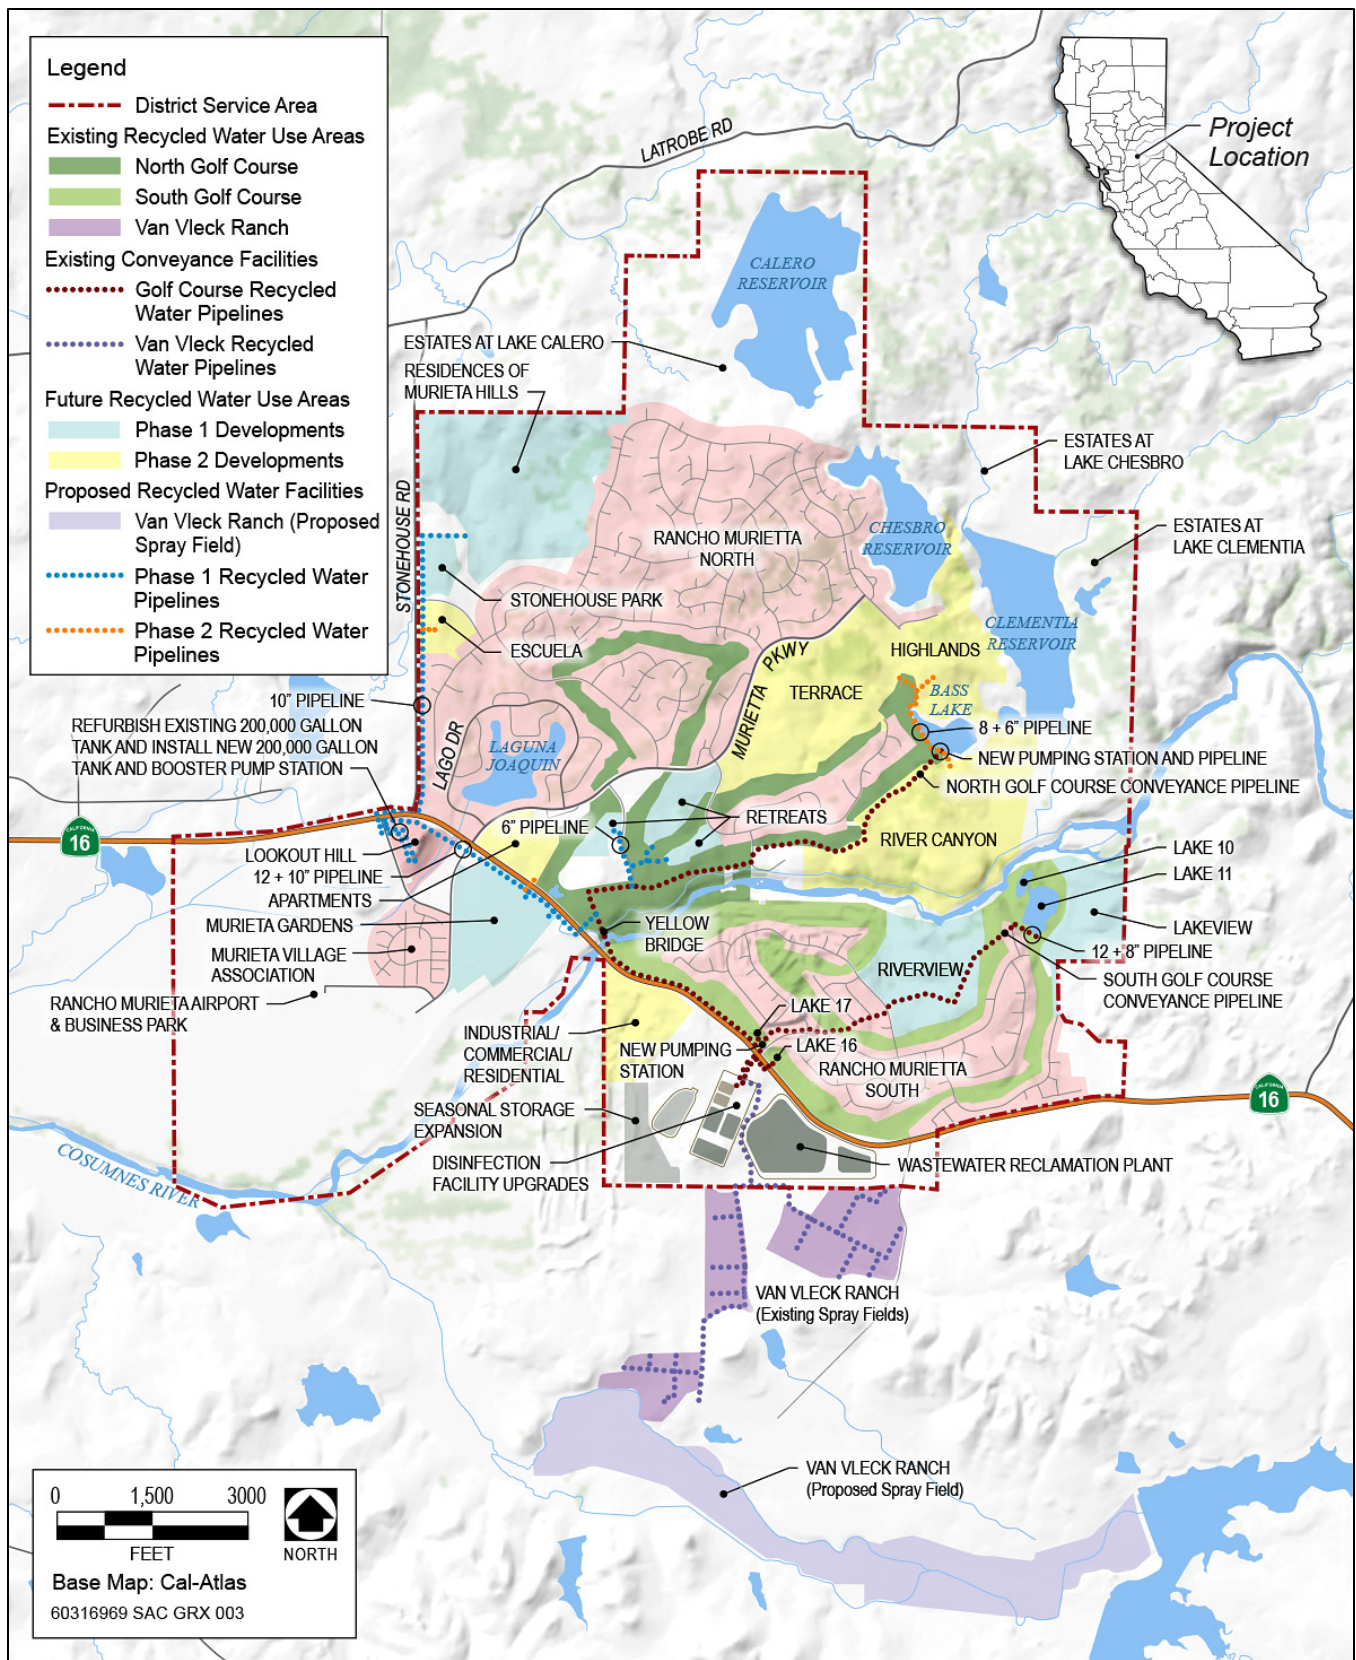 Legend
District Service Area
Existing Recycled Water Use Areas
North Golf Course
South Golf Course
Van Vleck Ranch
Existing Conveyance Facilities
Golf Course Recycled
Water Pipelines
Van Vleck Recycled
Water Pipelines
Future Recycled Water Use Areas
Phase 1 Developments
Phase 2 Developments
Proposed Recycled Water Facilities
Van Vleck Ranch (Proposed
Spray Field)
Phase 1 Recycled Water
Pipelines
Phase 2 Recycled Water
Pipelines
Project
Location
LATROBE RD
CALERO
RESERVOIR
ESTATES AT LAKE CALERO
RESIDENCES OF
MURIETA HILLS
ESTATES AT
LAKE CHESBRO
STONEHOUSE RD
RANCHO MURIETTA
NORTH
CHESBRO
RESERVOIR
ESTATES AT
LAKE CLEMENTIA
STONEHOUSE PARK
ESCUELA
CLEMENTIA
RESERVOIR
HIGHLANDS
MURIETTA PKWY
TERRACE
BASS
LAKE
10" PIPELINE
REFURBISH EXISTING 200,000 GALLON
TANK AND INSTALL NEW 200,000 GALLON
TANK AND BOOSTER PUMP STATION
LAGO DR
LAGUNA
JOAQUIN
8 + 6" PIPELINE
NEW PUMPING STATION AND PIPELINE
NORTH GOLF COURSE CONVEYANCE PIPELINE
RETREATS
6" PIPELINE
RIVER CANYON
CALIFORNIA
16
LOOKOUT HILL
12 + 10" PIPELINE
APARTMENTS
MURIETA GARDENS
MURIETA VILLAGE
ASSOCIATION
RANCHO MURIETA AIRPORT
& BUSINESS PARK
YELLOW
BRIDGE
LAKE 10
LAKE 11
LAKEVIEW
12 + 8" PIPELINE
RIVERVIEW
SOUTH GOLF COURSE
CONVEYANCE PIPELINE
LAKE 17
INDUSTRIAL/
COMMERCIAL/
RESIDENTIAL
NEW PUMPING
STATION
LAKE 16
RANCHO MURIETTA
SOUTH
CALIFORNIA
16
SEASONAL STORAGE
EXPANSION
DISINFECTION
FACILITY UPGRADES
WASTEWATER RECLAMATION PLANT
COSUMNES RIVER
VAN VLECK RANCH
(Existing Spray Fields)
VAN VLECK RANCH
(Proposed Spray Field)
0 1,500 3000
FEET
NORTH
Base Map: Cal-Atlas
60316969 SAC GRX 003